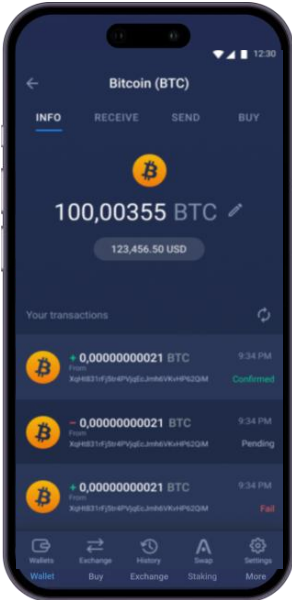 12:30
Bitcoin (BTC)
INFO RECEIVE SEND BUY
100,00355 BTC
123,456.50 USD
Your transactions
+ 0,00000000021 BTC 9:34 PM
From
Confirmed
- 0,00000000021 BTC 9:34 PM
From
Pending
+ 0,00000000021 BTC 9:34 PM
From
Fail
Wallets Exchange History Swap Settings
Wallet Buy Exchange Staking More